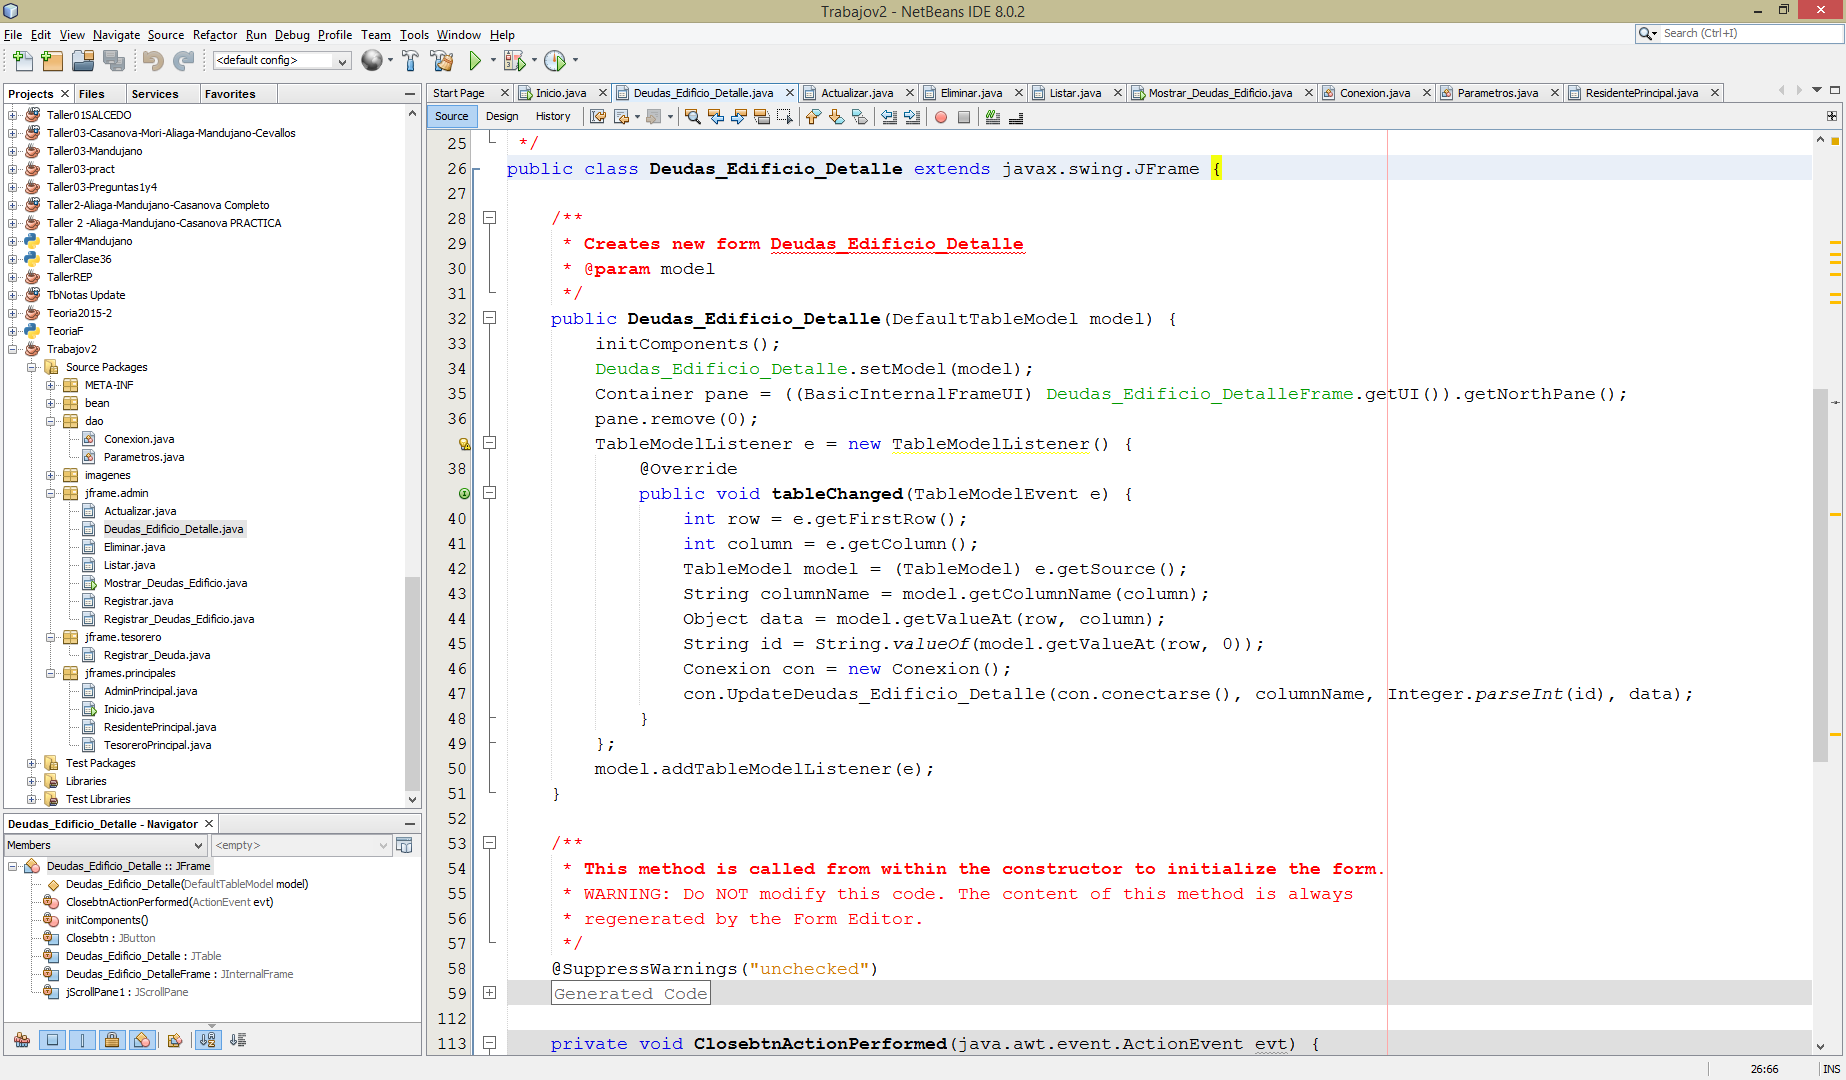 Trabajov2 - NetBeans IDE 8.0.2
File Edit View Navigate Source Refactor Run Debug Profile Team Tools Window Help
Search (Ctrl+I)
<default config>
Projects Files Services Favorites
Taller01SALCEDO
Taller03-Casanova-Mori-Aliaga-Mandujano-Cevallos
Taller03-Mandujano
Taller03-pract
Taller03-Preguntas1y4
Taller2-Aliaga-Mandujano-Casanova Completo
Taller 2 -Aliaga-Mandujano-Casanova PRACTICA
Taller4Mandujano
TallerClase36
TallerREP
TbNotas Update
Teoria2015-2
TeoriaF
Trabajov2
Source Packages
META-INF
bean
dao
Conexion.java
Parametros.java
imagenes
jframe.admin
Actualizar.java
Deudas_Edificio_Detalle.java
Eliminar.java
Listar.java
Mostrar_Deudas_Edificio.java
Registrar.java
Registrar_Deudas_Edificio.java
jframe.tesorero
Registrar_Deuda.java
jframes.principales
AdminPrincipal.java
Inicio.java
ResidentePrincipal.java
TesoreroPrincipal.java
Test Packages
Libraries
Test Libraries
Deudas_Edificio_Detalle - Navigator
Members <empty>
Deudas_Edificio_Detalle :: JFrame
Deudas_Edificio_Detalle(DefaultTableModel model)
ClosebtnActionPerformed(ActionEvent evt)
initComponents()
Closebtn : JButton
Deudas_Edificio_Detalle : JTable
Deudas_Edificio_DetalleFrame : JInternalFrame
jScrollPane1 : JScrollPane
Start Page Inicio.java Deudas_Edificio_Detalle.java Actualizar.java Eliminar.java Listar.java Mostrar_Deudas_Edificio.java Conexion.java Parametros.java ResidentePrincipal.java
Source Design History
25 */
26 public class Deudas_Edificio_Detalle extends javax.swing.JFrame {
27
28 /**
29 * Creates new form Deudas_Edificio_Detalle
30 * @param model
31 */
32 public Deudas_Edificio_Detalle(DefaultTableModel model) {
33 initComponents();
34 Deudas_Edificio_Detalle.setModel(model);
35 Container pane = ((BasicInternalFrameUI) Deudas_Edificio_DetalleFrame.getUI()).getNorthPane();
36 pane.remove(0);
TableModelListener e = new TableModelListener() {
38 @Override
public void tableChanged(TableModelEvent e) {
40 int row = e.getFirstRow();
41 int column = e.getColumn();
42 TableModel model = (TableModel) e.getSource();
43 String columnName = model.getColumnName(column);
44 Object data = model.getValueAt(row, column);
45 String id = String.valueOf(model.getValueAt(row, 0));
46 Conexion con = new Conexion();
47 con.UpdateDeudas_Edificio_Detalle(con.conectarse(), columnName, Integer.parseInt(id), data);
48 }
49 };
50 model.addTableModelListener(e);
51 }
52
53 /**
54 * This method is called from within the constructor to initialize the form.
55 * WARNING: Do NOT modify this code. The content of this method is always
56 * regenerated by the Form Editor.
57 */
58 @SuppressWarnings("unchecked")
59 Generated Code
112
113 private void ClosebtnActionPerformed(java.awt.event.ActionEvent evt) {
26:66 INS